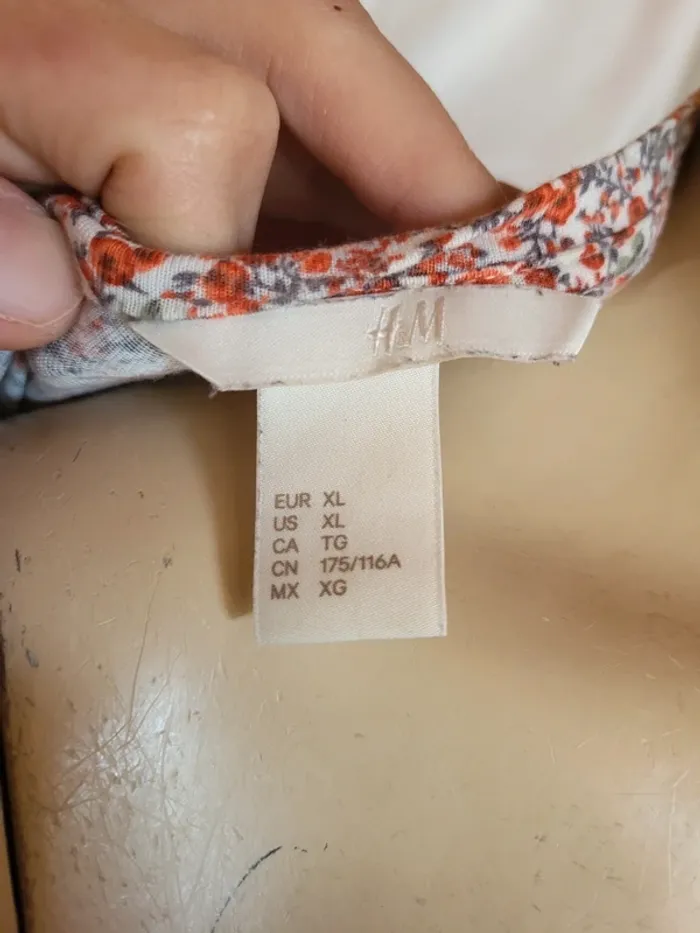 H&M
EUR XL
US XL
CA TG
CN 175/116A
MX XG